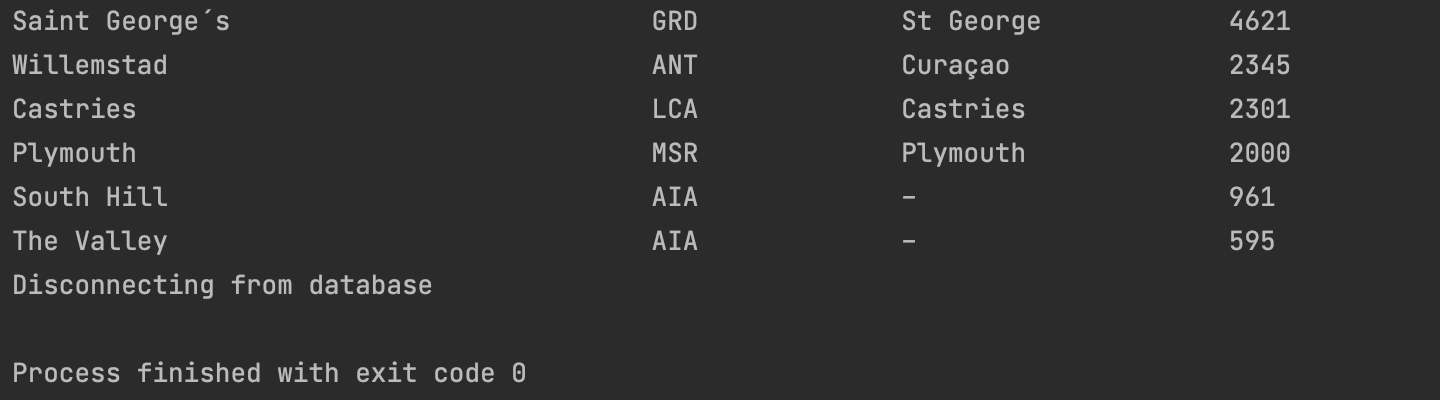 Saint George´s GRD St George 4621
Willemstad ANT Curaçao 2345
Castries LCA Castries 2301
Plymouth MSR Plymouth 2000
South Hill AIA – 961
The Valley AIA – 595
Disconnecting from database
Process finished with exit code 0